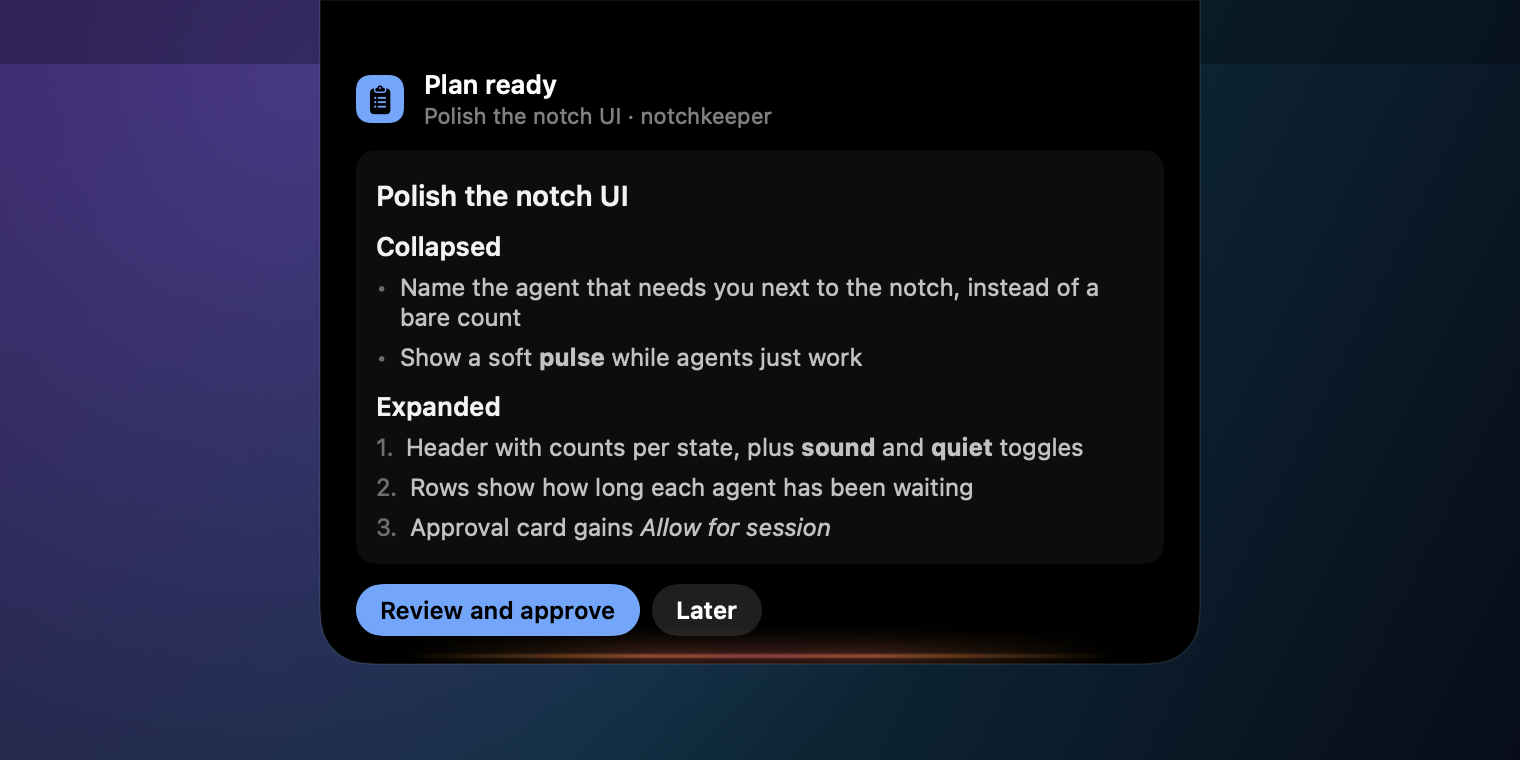 Plan ready
Polish the notch UI · notchkeeper
Polish the notch UI
Collapsed
• Name the agent that needs you next to the notch, instead of a
bare count
• Show a soft pulse while agents just work
Expanded
1. Header with counts per state, plus sound and quiet toggles
2. Rows show how long each agent has been waiting
3. Approval card gains Allow for session
Review and approve
Later